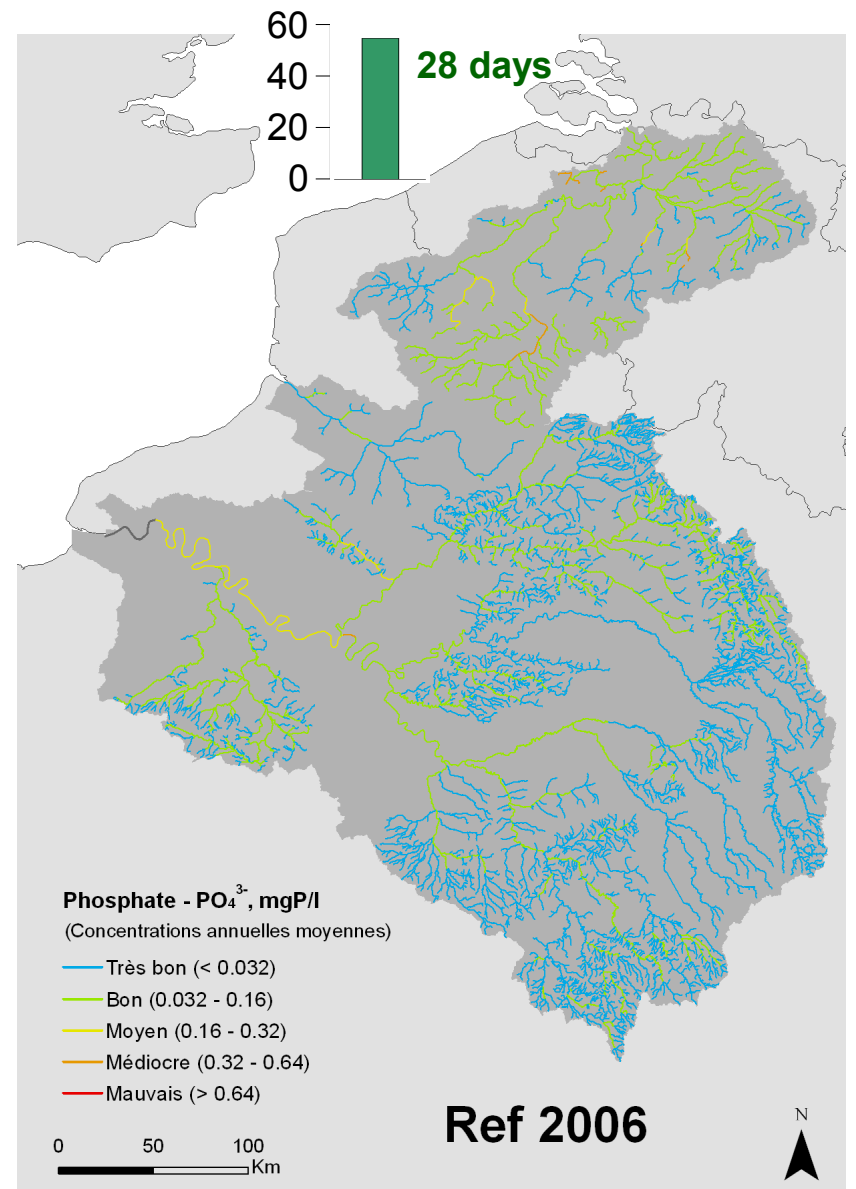 60
40
20
0
28 days
Phosphate - PO₄³⁻, mgP/l
(Concentrations annuelles moyennes)
Très bon (< 0.032)
Bon (0.032 - 0.16)
Moyen (0.16 - 0.32)
Médiocre (0.32 - 0.64)
Mauvais (> 0.64)
Ref 2006
N
0 50 100
Km